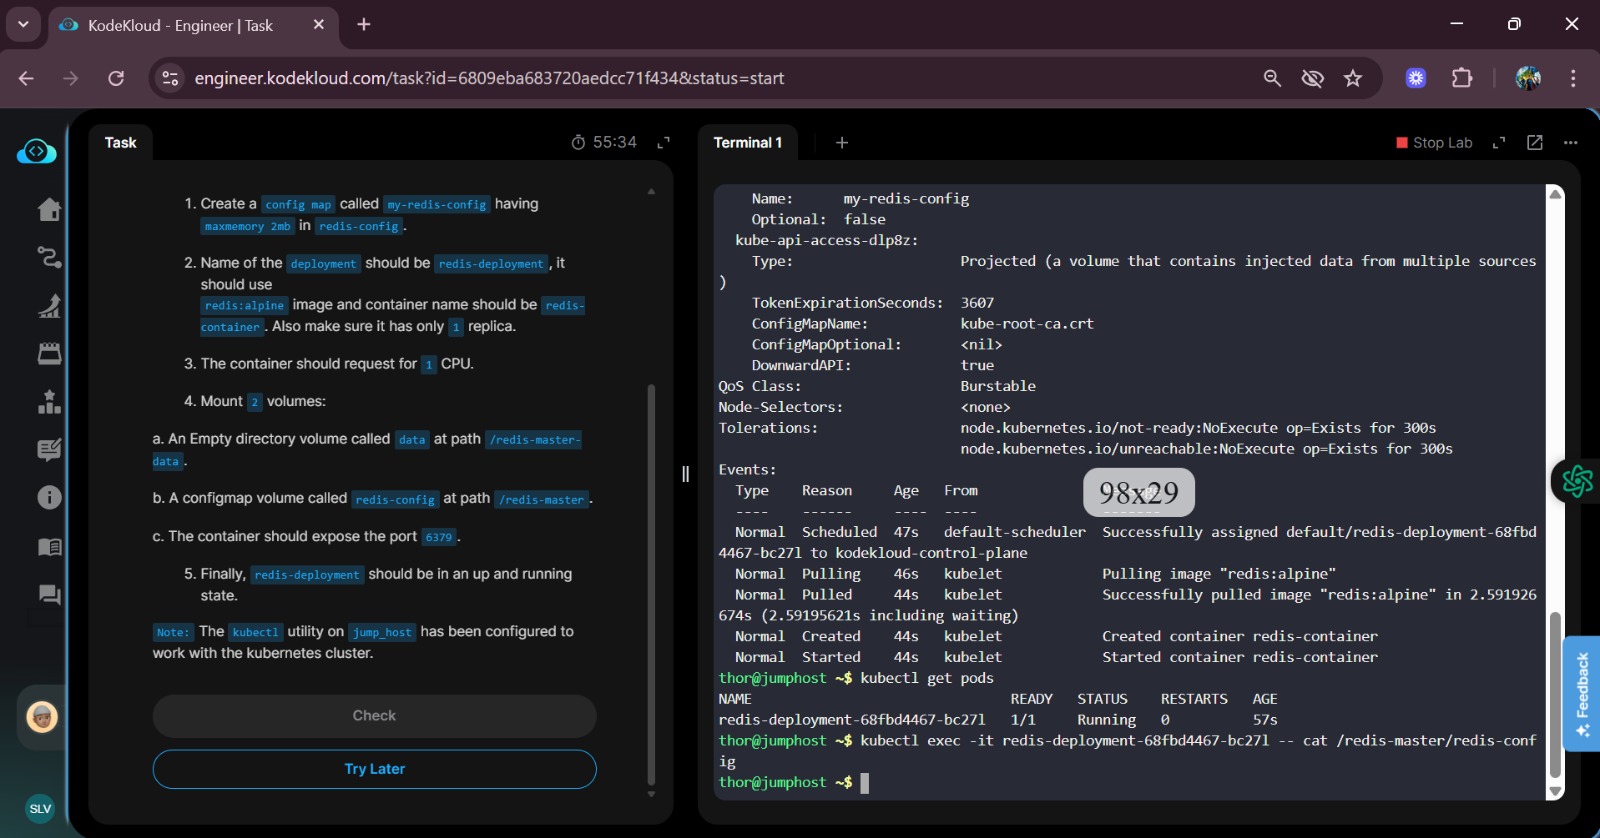 KodeKloud - Engineer | Task
engineer.kodekloud.com/task?id=6809eba683720aedcc71f434&status=start
Task
55:34
1. Create a config map called my-redis-config having
maxmemory 2mb in redis-config.
2. Name of the deployment should be redis-deployment, it
should use
redis:alpine image and container name should be redis-
container. Also make sure it has only 1 replica.
3. The container should request for 1 CPU.
4. Mount 2 volumes:
a. An Empty directory volume called data at path /redis-master-
data.
b. A configmap volume called redis-config at path /redis-master.
c. The container should expose the port 6379.
5. Finally, redis-deployment should be in an up and running
state.
Note: The kubectl utility on jump_host has been configured to
work with the kubernetes cluster.
Check
Try Later
SLV
Terminal 1
Stop Lab
Name: my-redis-config
Optional: false
kube-api-access-dlp8z:
Type: Projected (a volume that contains injected data from multiple sources
)
TokenExpirationSeconds: 3607
ConfigMapName: kube-root-ca.crt
ConfigMapOptional: <nil>
DownwardAPI: true
QoS Class: Burstable
Node-Selectors: <none>
Tolerations: node.kubernetes.io/not-ready:NoExecute op=Exists for 300s
node.kubernetes.io/unreachable:NoExecute op=Exists for 300s
Events:
Type Reason Age From
98x29
---- ------ ---- ---- -------
Normal Scheduled 47s default-scheduler Successfully assigned default/redis-deployment-68fbd
4467-bc27l to kodekloud-control-plane
Normal Pulling 46s kubelet Pulling image "redis:alpine"
Normal Pulled 44s kubelet Successfully pulled image "redis:alpine" in 2.591926
674s (2.59195621s including waiting)
Normal Created 44s kubelet Created container redis-container
Normal Started 44s kubelet Started container redis-container
thor@jumphost ~$ kubectl get pods
NAME READY STATUS RESTARTS AGE
redis-deployment-68fbd4467-bc27l 1/1 Running 0 57s
thor@jumphost ~$ kubectl exec -it redis-deployment-68fbd4467-bc27l -- cat /redis-master/redis-conf
ig
thor@jumphost ~$
Feedback